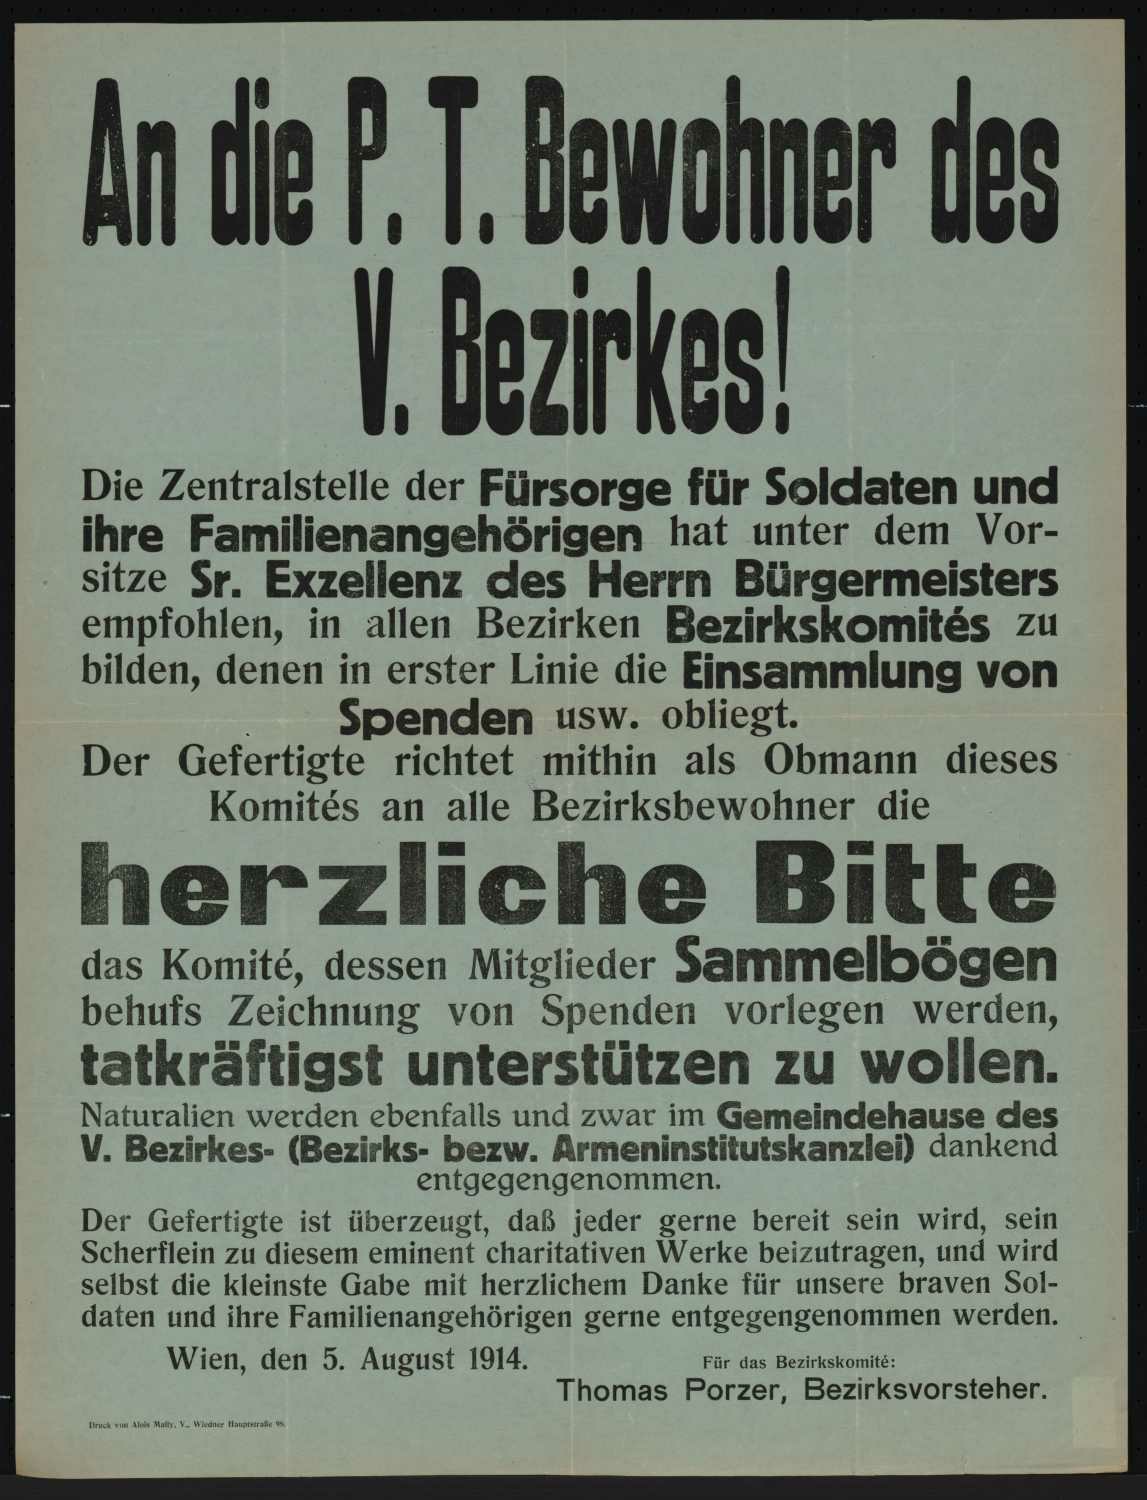 An die P. T. Bewohner des
V. Bezirkes!
Die Zentralstelle der Fürsorge für Soldaten und
ihre Familienangehörigen hat unter dem Vor-
sitze Sr. Exzellenz des Herrn Bürgermeisters
empfohlen, in allen Bezirken Bezirkskomités zu
bilden, denen in erster Linie die Einsammlung von
Spenden usw. obliegt.
Der Gefertigte richtet mithin als Obmann dieses
Komités an alle Bezirksbewohner die
herzliche Bitte
das Komité, dessen Mitglieder Sammelbögen
behufs Zeichnung von Spenden vorlegen werden,
tatkräftigst unterstützen zu wollen.
Naturalien werden ebenfalls und zwar im Gemeindehause des
V. Bezirkes- (Bezirks- bezw. Armeninstitutskanzlei) dankend
entgegengenommen.
Der Gefertigte ist überzeugt, daß jeder gerne bereit sein wird, sein
Scherflein zu diesem eminent charitativen Werke beizutragen, und wird
selbst die kleinste Gabe mit herzlichem Danke für unsere braven Sol-
daten und ihre Familienangehörigen gerne entgegengenommen werden.
Wien, den 5. August 1914.
Für das Bezirkskomité:
Thomas Porzer, Bezirksvorsteher.
Druck von Alois Mally, V., Wiedner Hauptstraße 98.